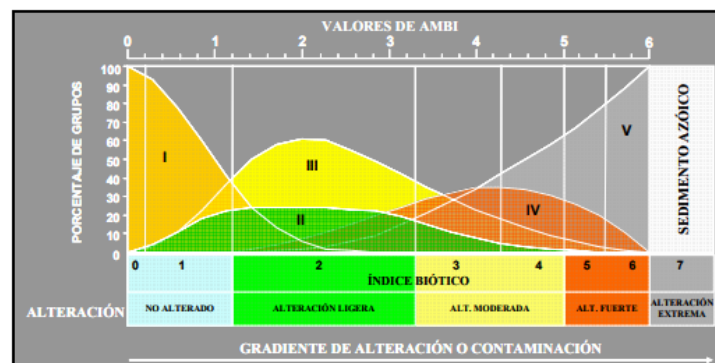 VALORES DE AMBI
0 1 2 3 4 5 6
PORCENTAJE DE GRUPOS
100
90
80
70
60
50
40
30
20
10
0
I
III
II
IV
V
SEDIMENTO AZÓICO
0 1 2 3 4 5 6 7
ÍNDICE BIÓTICO
ALTERACIÓN
NO ALTERADO
ALTERACIÓN LIGERA
ALT. MODERADA
ALT. FUERTE
ALTERACIÓN
EXTREMA
GRADIENTE DE ALTERACIÓN O CONTAMINACIÓN